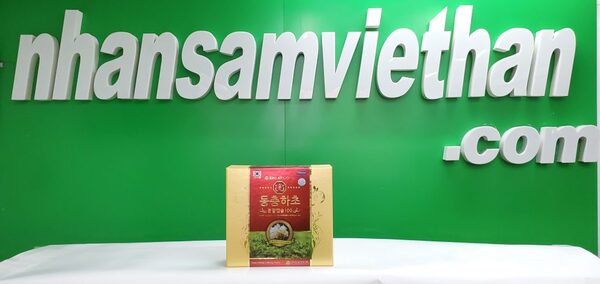 nhansamviethan
.com
동충하초